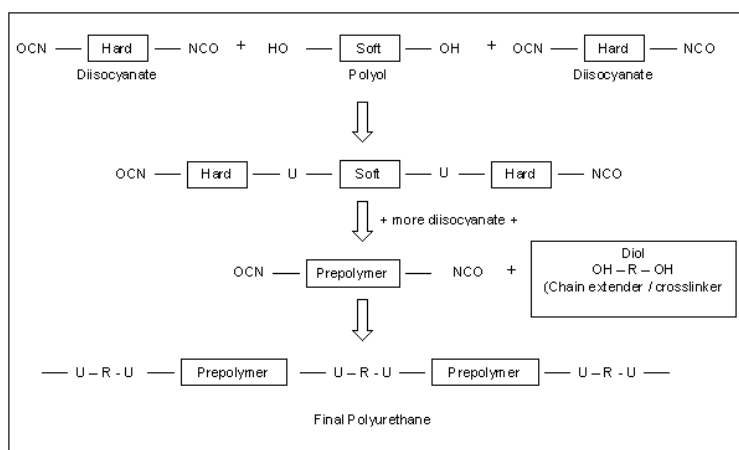 OCN — Hard — NCO + HO — Soft — OH + OCN — Hard — NCO
Diisocyanate Polyol Diisocyanate
OCN — Hard — U — Soft — U — Hard — NCO
+ more diisocyanate +
OCN — Prepolymer — NCO +
Diol
OH – R – OH
(Chain extender / crosslinker
— U – R - U — Prepolymer — U – R - U — Prepolymer — U – R - U —
Final Polyurethane